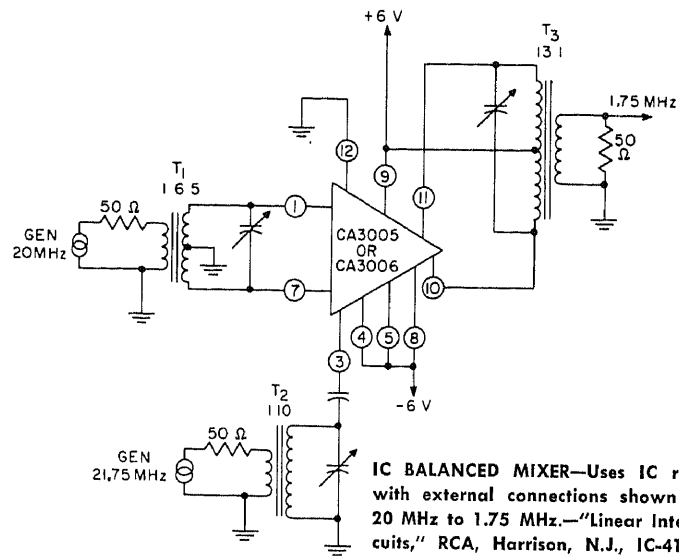 +6 V
T3
13 1
1.75 MHz
50
Ω
12
9
11
T1
1 6 5
50 Ω
GEN
20MHz
1
7
CA3005
OR
CA3006
10
3
4
5
8
-6 V
T2
1 10
50 Ω
GEN
21.75 MHz
IC BALANCED MIXER—Uses IC r
with external connections shown
20 MHz to 1.75 MHz.—"Linear Inte
cuits," RCA, Harrison, N.J., IC-41